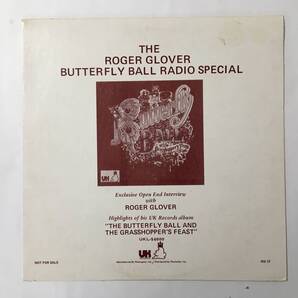 THE
ROGER GLOVER
BUTTERFLY BALL RADIO SPECIAL
Butterfly
Ball
UK
Exclusive Open End Interview
with
ROGER GLOVER
Highlights of his UK Records album
"THE BUTTERFLY BALL AND
THE GRASSHOPPER'S FEAST"
UK
NOT FOR SALE